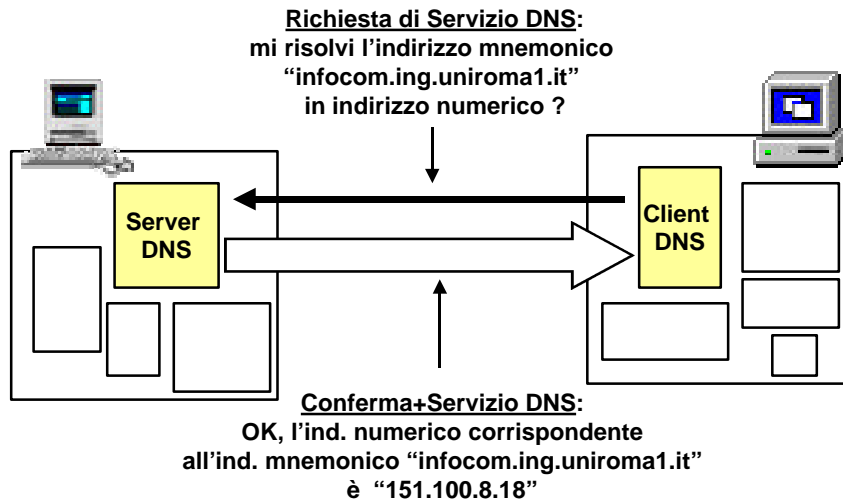 Richiesta di Servizio DNS:
mi risolvi l’indirizzo mnemonico
“infocom.ing.uniroma1.it”
in indirizzo numerico ?
Server
DNS
Client
DNS
Conferma+Servizio DNS:
OK, l’ind. numerico corrispondente
all’ind. mnemonico “infocom.ing.uniroma1.it”
è “151.100.8.18”